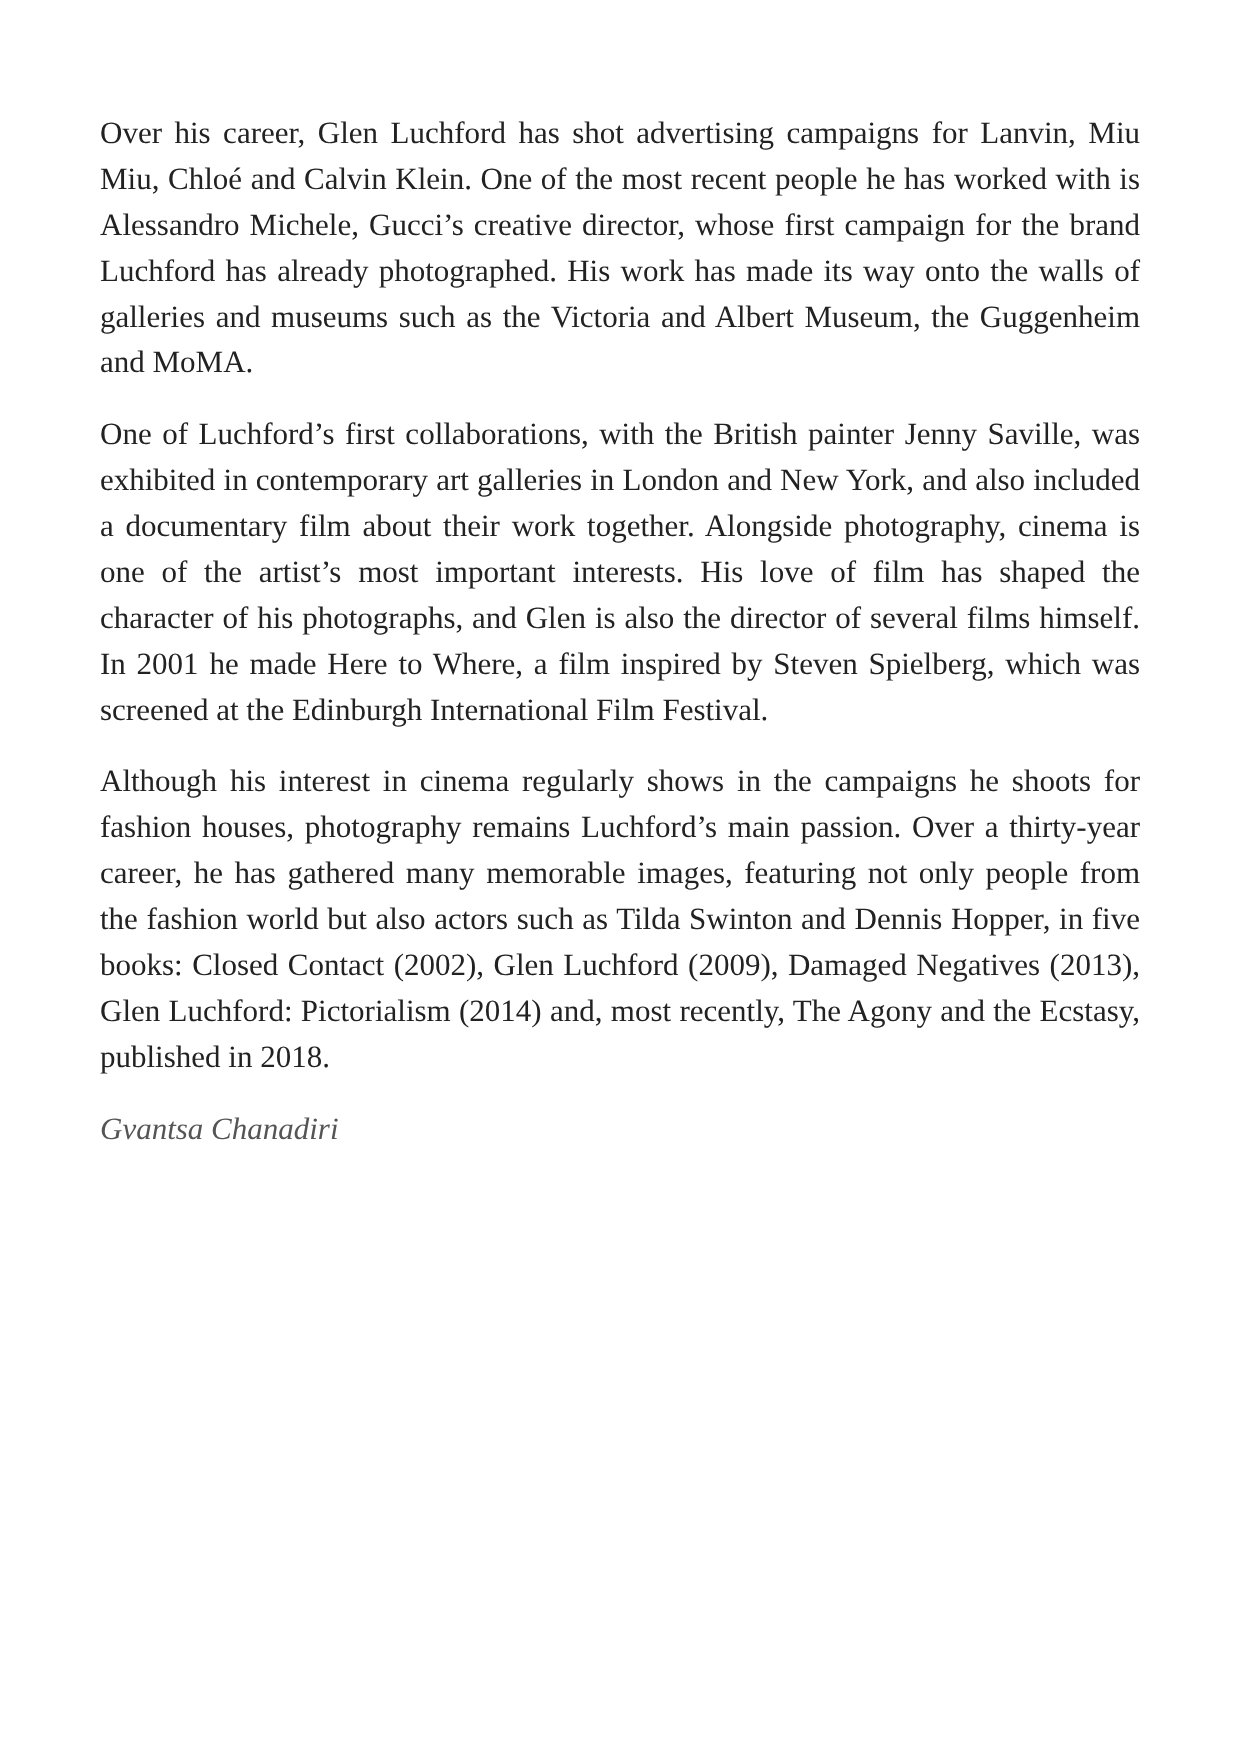 Over his career, Glen Luchford has shot advertising campaigns for Lanvin, Miu
Miu, Chloé and Calvin Klein. One of the most recent people he has worked with is
Alessandro Michele, Gucci’s creative director, whose first campaign for the brand
Luchford has already photographed. His work has made its way onto the walls of
galleries and museums such as the Victoria and Albert Museum, the Guggenheim
and MoMA.
One of Luchford’s first collaborations, with the British painter Jenny Saville, was
exhibited in contemporary art galleries in London and New York, and also included
a documentary film about their work together. Alongside photography, cinema is
one of the artist’s most important interests. His love of film has shaped the
character of his photographs, and Glen is also the director of several films himself.
In 2001 he made Here to Where, a film inspired by Steven Spielberg, which was
screened at the Edinburgh International Film Festival.
Although his interest in cinema regularly shows in the campaigns he shoots for
fashion houses, photography remains Luchford’s main passion. Over a thirty-year
career, he has gathered many memorable images, featuring not only people from
the fashion world but also actors such as Tilda Swinton and Dennis Hopper, in five
books: Closed Contact (2002), Glen Luchford (2009), Damaged Negatives (2013),
Glen Luchford: Pictorialism (2014) and, most recently, The Agony and the Ecstasy,
published in 2018.
Gvantsa Chanadiri